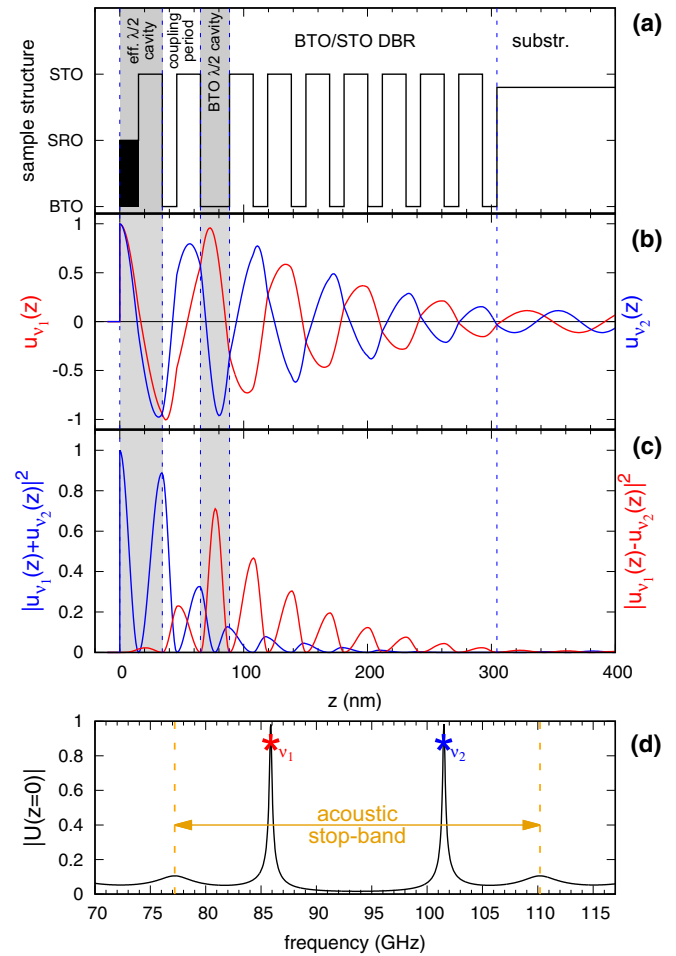 (a)
sample structure
STO
SRO
BTO
eff. λ/2
cavity
coupling
period
BTO λ/2 cavity
BTO/STO DBR
substr.
(b)
u_ν₁(z)
1
0.5
0
-0.5
-1
u_ν₂(z)
(c)
|u_ν₁(z)+u_ν₂(z)|²
1
0.8
0.6
0.4
0.2
0
|u_ν₁(z)-u_ν₂(z)|²
0 100 200 300 400
z (nm)
(d)
|U(z=0)|
1
0.8
0.6
0.4
0.2
0
ν₁
ν₂
acoustic
stop-band
70 75 80 85 90 95 100 105 110 115
frequency (GHz)